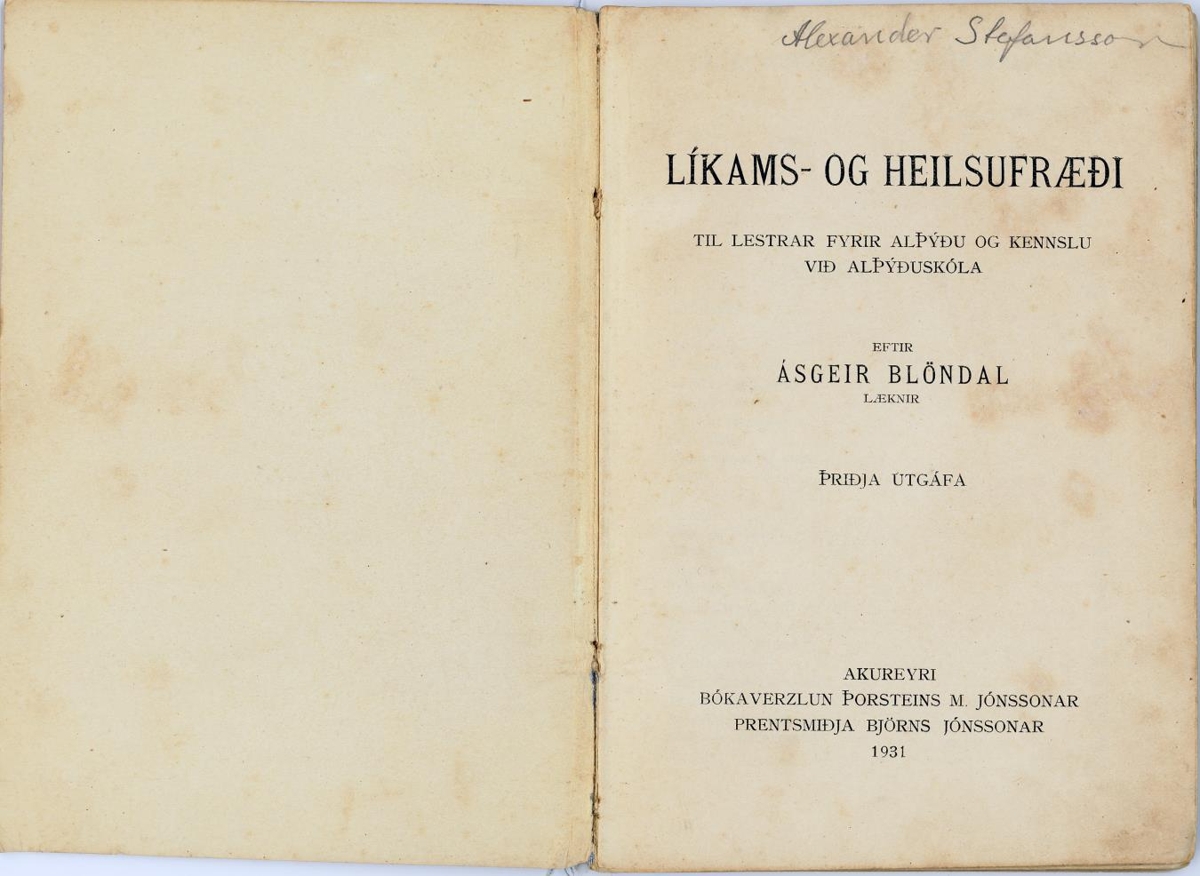 Alexander Stefansson
LÍKAMS- OG HEILSUFRÆÐI
TIL LESTRAR FYRIR ALÞÝÐU OG KENNSLU
VIÐ ALÞÝÐUSKÓLA
EFTIR
ÁSGEIR BLÖNDAL
LÆKNIR
ÞRIÐJA ÚTGÁFA
AKUREYRI
BÓKAVERZLUN ÞORSTEINS M. JÓNSSONAR
PRENTSMIÐJA BJÖRNS JÓNSSONAR
1931